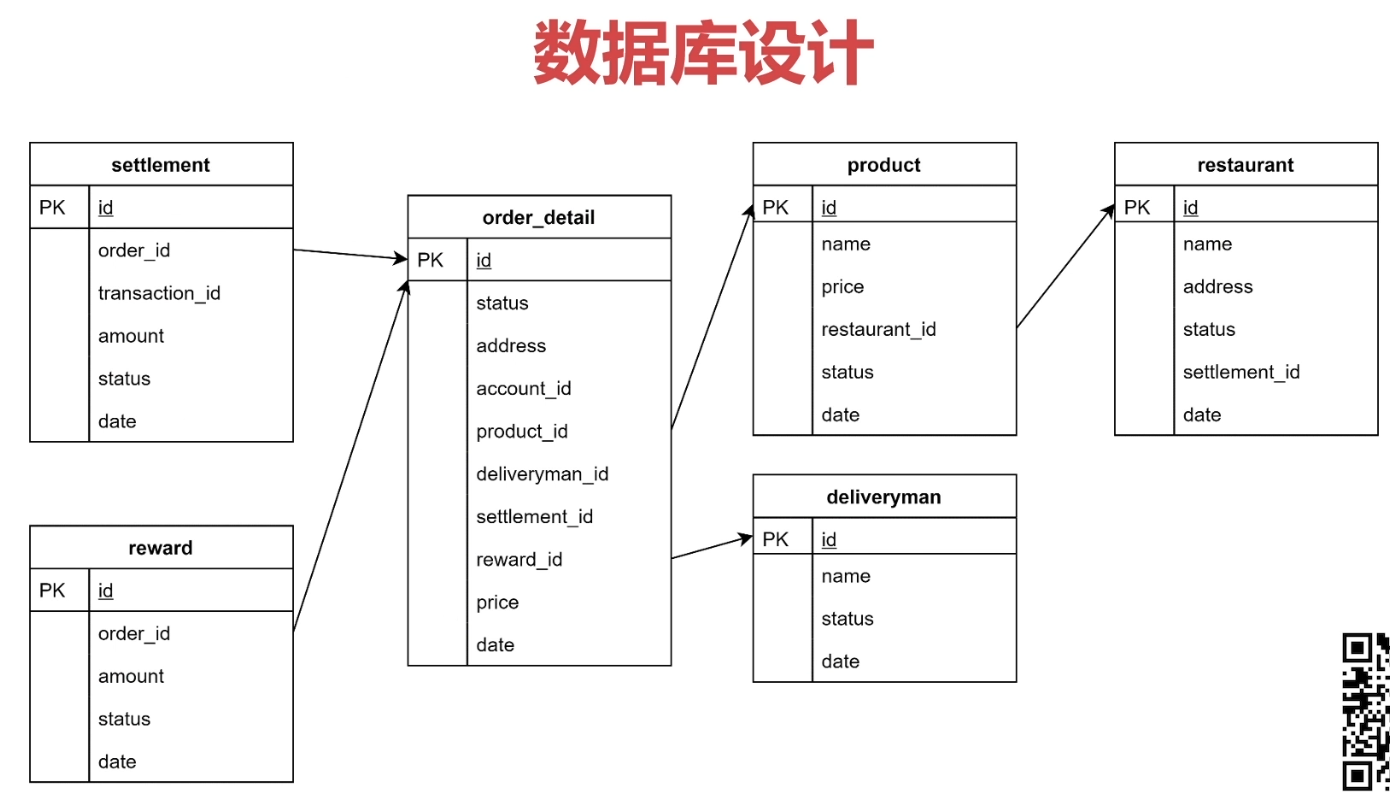 数据库设计
settlement
PK id
order_id
transaction_id
amount
status
date
reward
PK id
order_id
amount
status
date
order_detail
PK id
status
address
account_id
product_id
deliveryman_id
settlement_id
reward_id
price
date
product
PK id
name
price
restaurant_id
status
date
deliveryman
PK id
name
status
date
restaurant
PK id
name
address
status
settlement_id
date